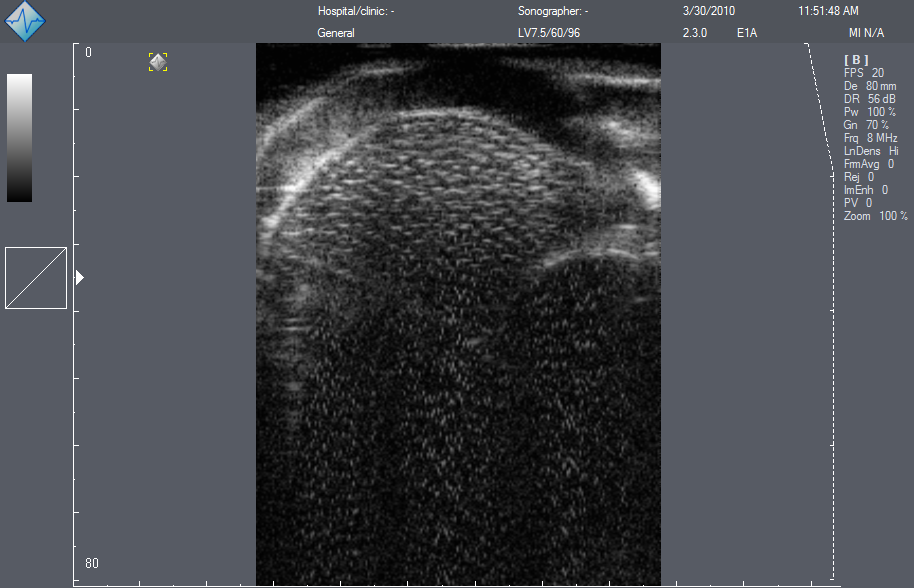 Hospital/clinic: -
Sonographer: -
3/30/2010
11:51:48 AM
General
LV7.5/60/96
2.3.0
E1A
MI N/A
0
[ B ]
FPS 20
De 80 mm
DR 56 dB
Pw 100 %
Gn 70 %
Frq 8 MHz
LnDens Hi
FrmAvg 0
Rej 0
ImEnh 0
PV 0
Zoom 100 %
80